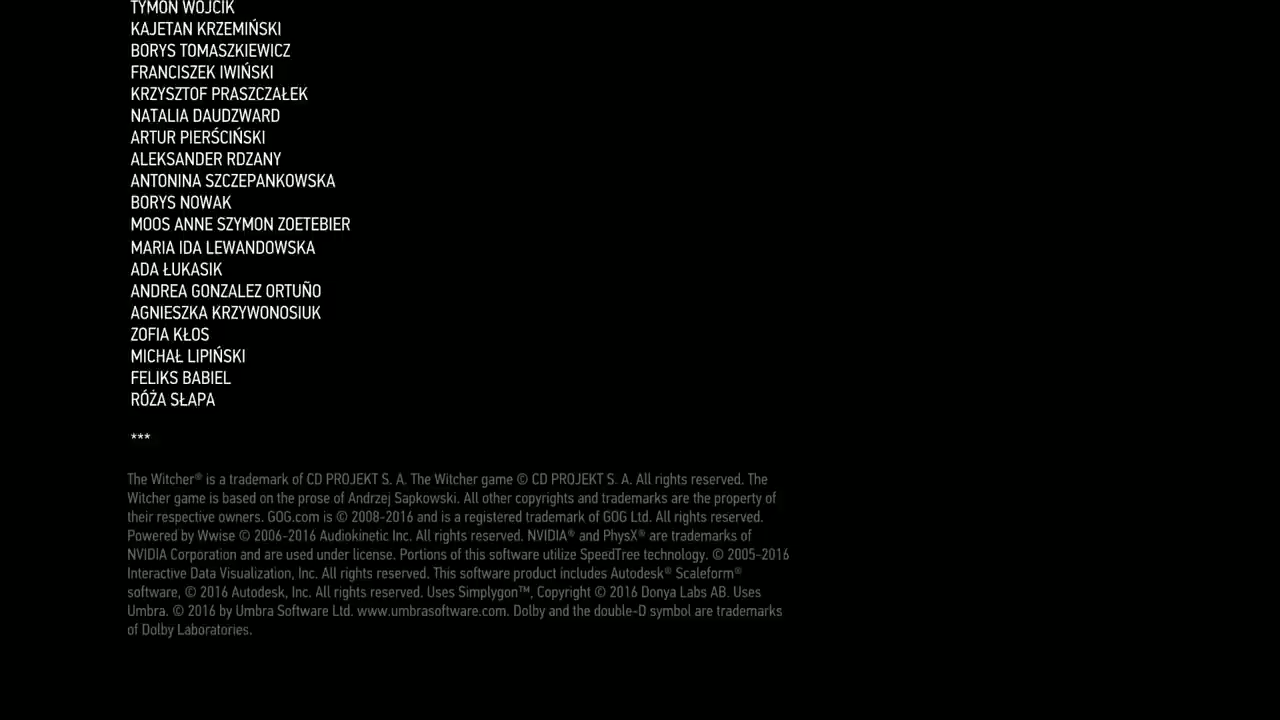 TYMON WÓJCIK
KAJETAN KRZEMIŃSKI
BORYS TOMASZKIEWICZ
FRANCISZEK IWIŃSKI
KRZYSZTOF PRASZCZAŁEK
NATALIA DAUDZWARD
ARTUR PIERŚCIŃSKI
ALEKSANDER RDZANY
ANTONINA SZCZEPANKOWSKA
BORYS NOWAK
MOOS ANNE SZYMON ZOETEBIER
MARIA IDA LEWANDOWSKA
ADA ŁUKASIK
ANDREA GONZALEZ ORTUÑO
AGNIESZKA KRZYWONOSIUK
ZOFIA KŁOS
MICHAŁ LIPIŃSKI
FELIKS BABIEL
RÓŻA SŁAPA
***
The Witcher® is a trademark of CD PROJEKT S. A. The Witcher game © CD PROJEKT S. A. All rights reserved. The
Witcher game is based on the prose of Andrzej Sapkowski. All other copyrights and trademarks are the property of
their respective owners. GOG.com is © 2008-2016 and is a registered trademark of GOG Ltd. All rights reserved.
Powered by Wwise © 2006-2016 Audiokinetic Inc. All rights reserved. NVIDIA® and PhysX® are trademarks of
NVIDIA Corporation and are used under license. Portions of this software utilize SpeedTree technology. © 2005-2016
Interactive Data Visualization, Inc. All rights reserved. This software product includes Autodesk® Scaleform®
software, © 2016 Autodesk, Inc. All rights reserved. Uses Simplygon™, Copyright © 2016 Donya Labs AB. Uses
Umbra. © 2016 by Umbra Software Ltd. www.umbrasoftware.com. Dolby and the double-D symbol are trademarks
of Dolby Laboratories.